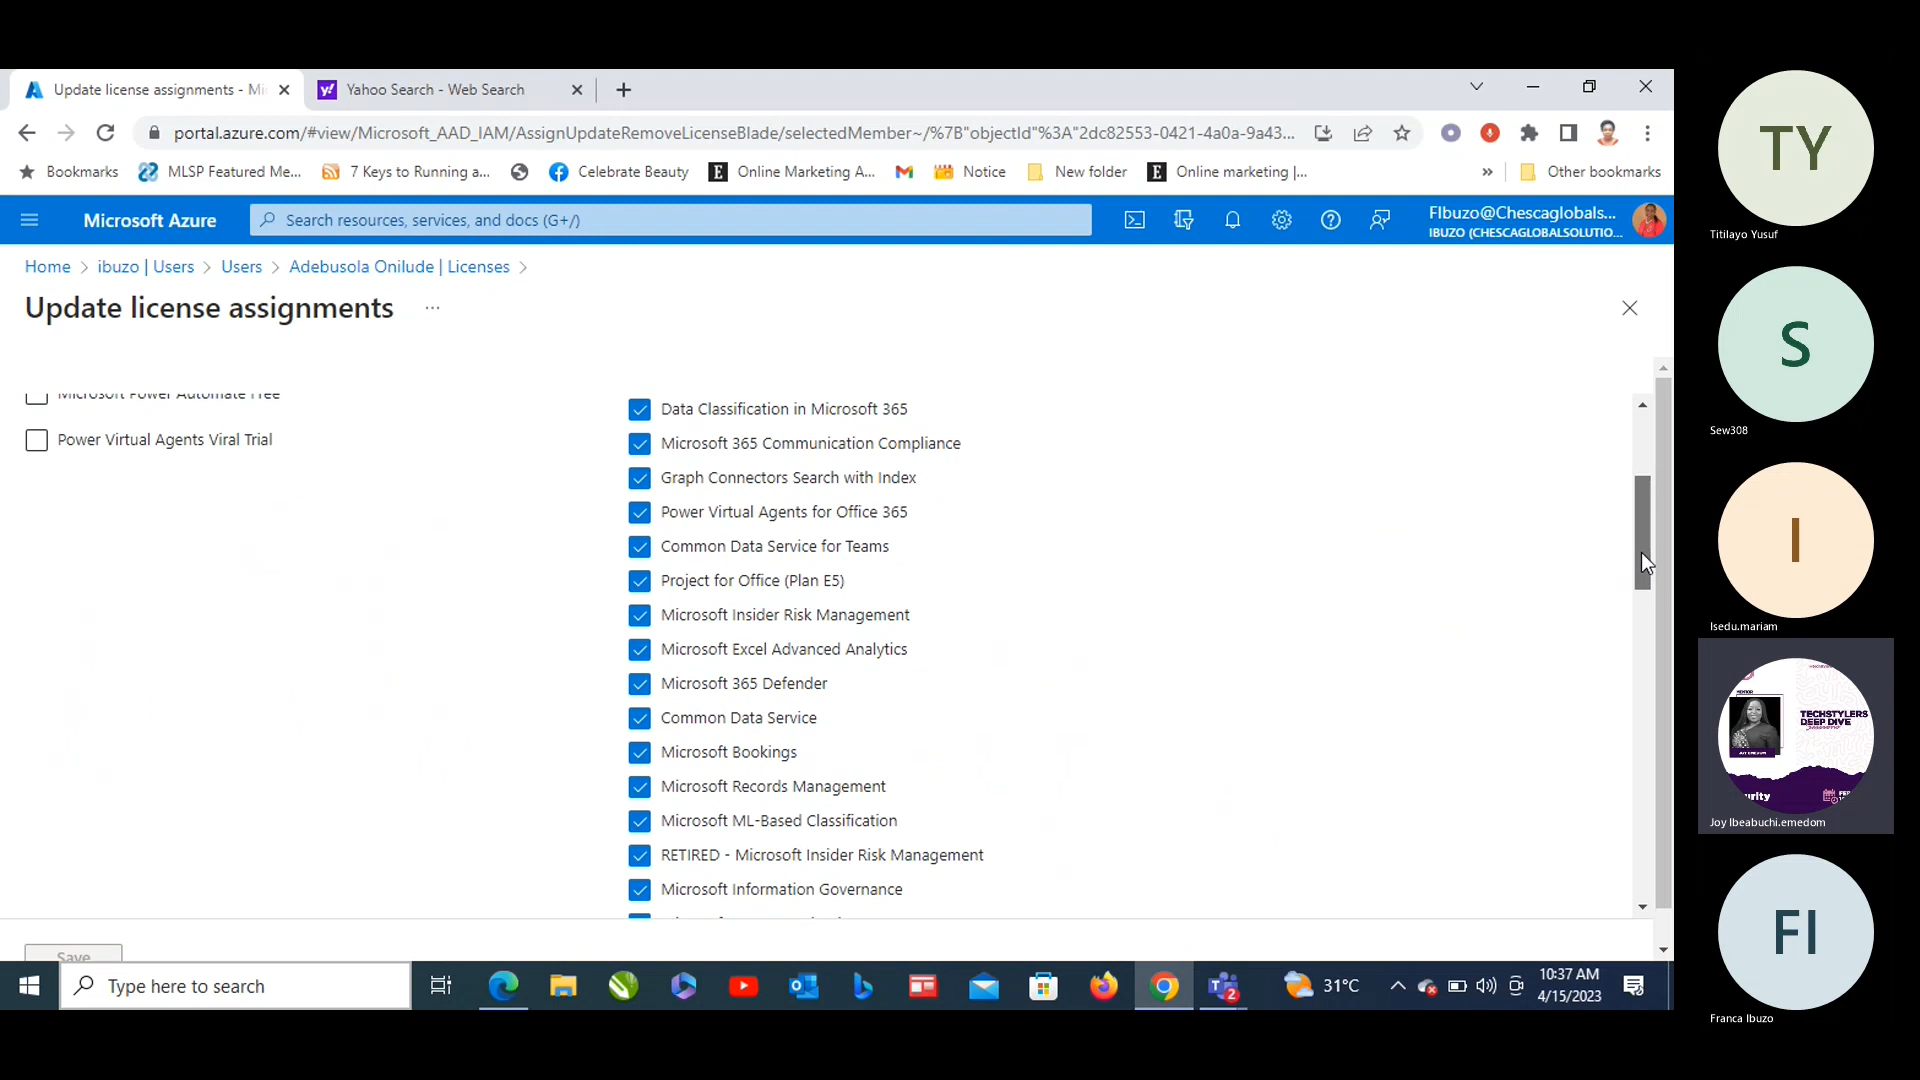 Update license assignments - Mi
Yahoo Search - Web Search
portal.azure.com/#view/Microsoft_AAD_IAM/AssignUpdateRemoveLicenseBlade/selectedMember~/%7B"objectId"%3A"2dc82553-0421-4a0a-9a43...
Bookmarks
MLSP Featured Me...
7 Keys to Running a...
Celebrate Beauty
Online Marketing A...
Notice
New folder
Online marketing |...
»
Other bookmarks
Microsoft Azure
Search resources, services, and docs (G+/)
FIbuzo@Chescaglobals...
IBUZO (CHESCAGLOBALSOLUTIO...
Home > ibuzo | Users > Users > Adebusola Onilude | Licenses >
Update license assignments ...
Microsoft Power Automate Free
Power Virtual Agents Viral Trial
Data Classification in Microsoft 365
Microsoft 365 Communication Compliance
Graph Connectors Search with Index
Power Virtual Agents for Office 365
Common Data Service for Teams
Project for Office (Plan E5)
Microsoft Insider Risk Management
Microsoft Excel Advanced Analytics
Microsoft 365 Defender
Common Data Service
Microsoft Bookings
Microsoft Records Management
Microsoft ML-Based Classification
RETIRED - Microsoft Insider Risk Management
Microsoft Information Governance
Save
Type here to search
2
31°C
10:37 AM
4/15/2023
TY
Titilayo Yusuf
S
Sew308
I
Isedu.mariam
MENTOR
TECHSTYLERS
DEEP DIVE
urity
Joy Ibeabuchi.emedom
FI
Franca Ibuzo